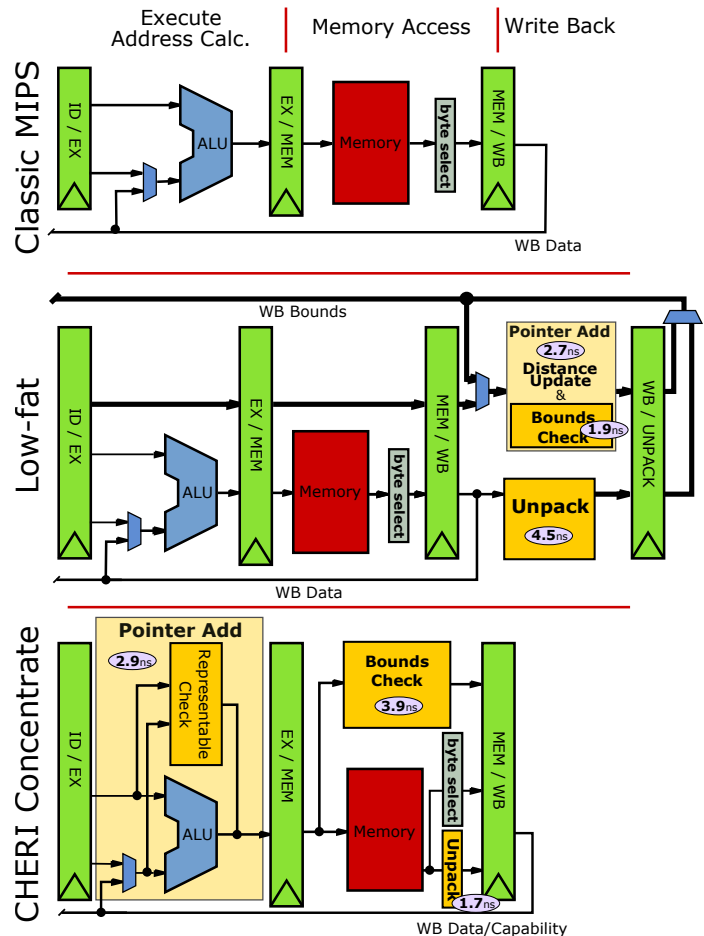 Execute
Address Calc.
Memory Access
Write Back
Classic MIPS
ID / EX
ALU
EX / MEM
Memory
byte select
MEM / WB
WB Data
Low-fat
WB Bounds
ID / EX
ALU
EX / MEM
Memory
byte select
MEM / WB
Pointer Add
2.7ns
Distance
Update
&
Bounds
Check
1.9ns
Unpack
4.5ns
WB / UNPACK
WB Data
CHERI Concentrate
ID / EX
Pointer Add
2.9ns
Representable
Check
ALU
EX / MEM
Bounds
Check
3.9ns
Memory
byte select
Unpack
1.7ns
MEM / WB
WB Data/Capability